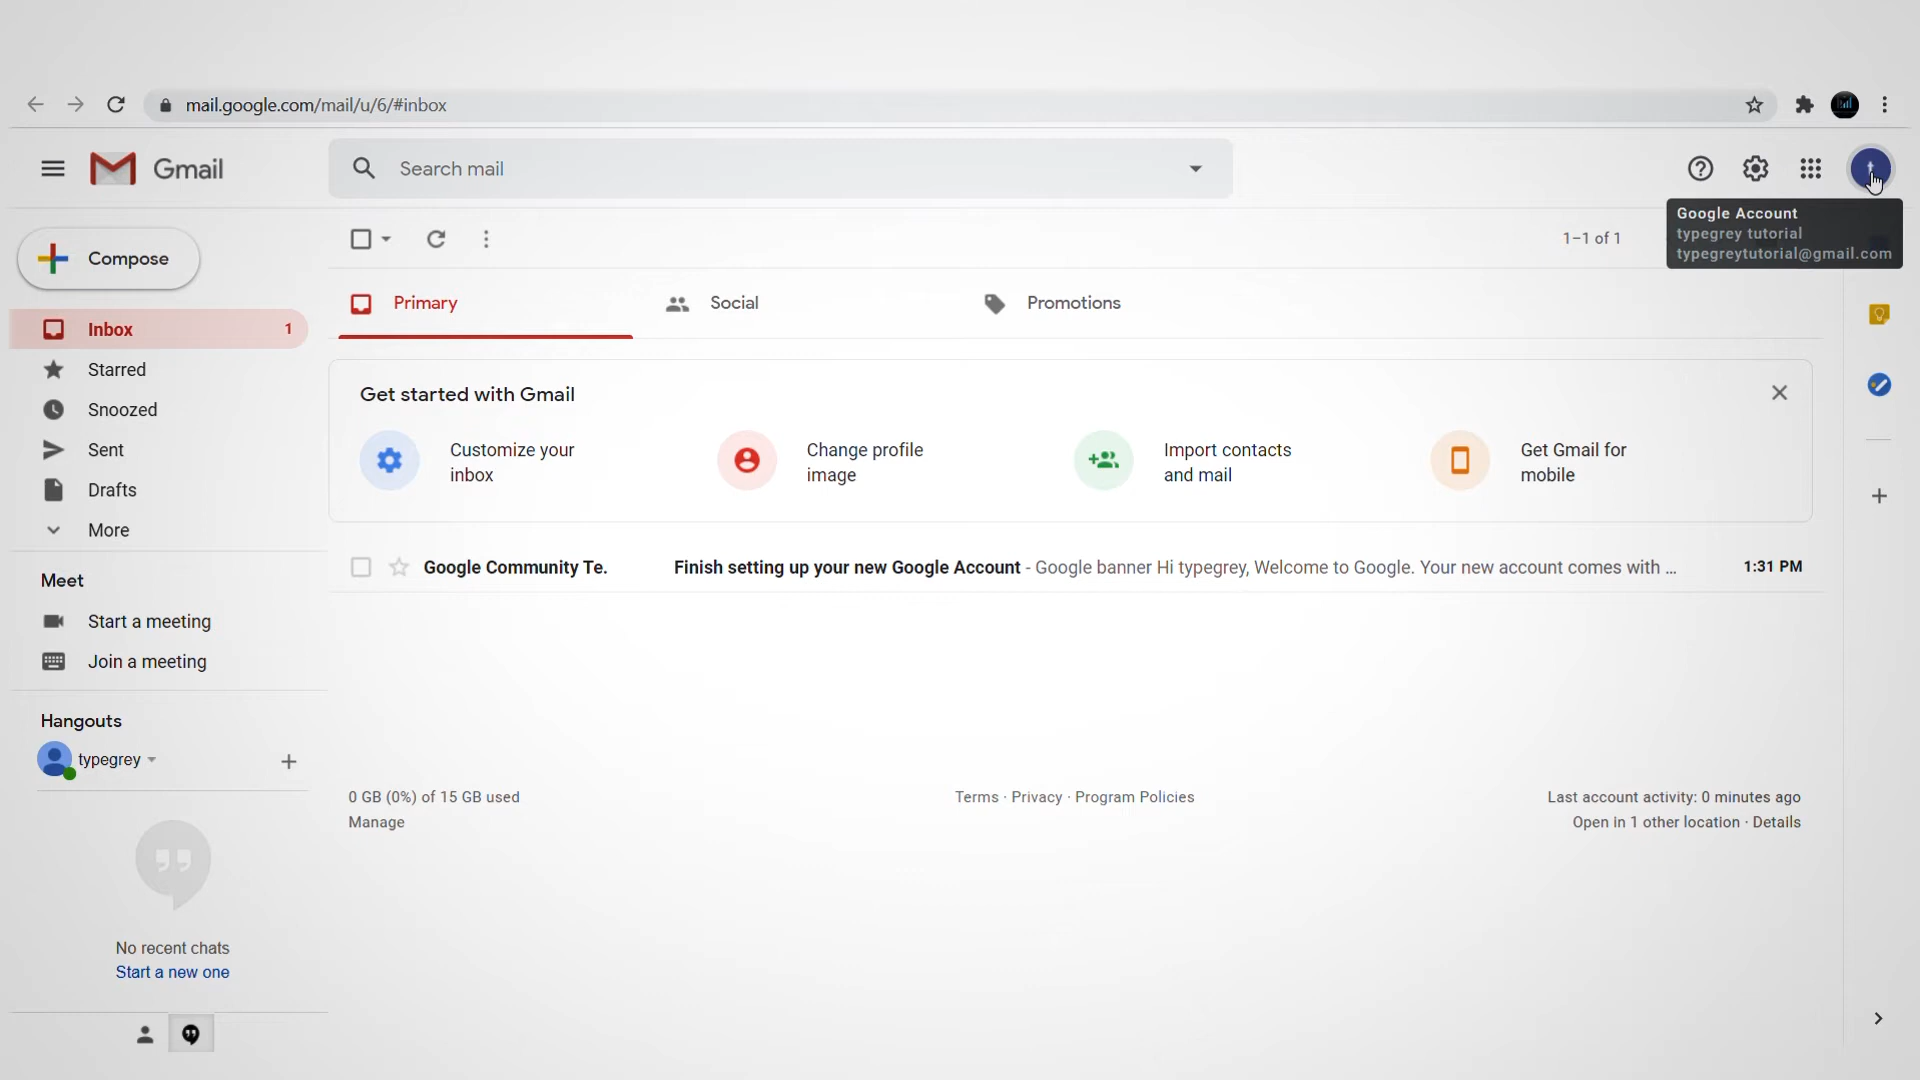 mail.google.com/mail/u/6/#inbox
Gmail
Search mail
Google Account
typegrey tutorial
typegreytutorial@gmail.com
Compose
1–1 of 1
Primary
Social
Promotions
Inbox 1
Starred
Snoozed
Sent
Drafts
More
Get started with Gmail
Customize your
inbox
Change profile
image
Import contacts
and mail
Get Gmail for
mobile
Google Community Te. Finish setting up your new Google Account - Google banner Hi typegrey, Welcome to Google. Your new account comes with ... 1:31 PM
Meet
Start a meeting
Join a meeting
Hangouts
typegrey
No recent chats
Start a new one
0 GB (0%) of 15 GB used
Manage
Terms · Privacy · Program Policies
Last account activity: 0 minutes ago
Open in 1 other location · Details